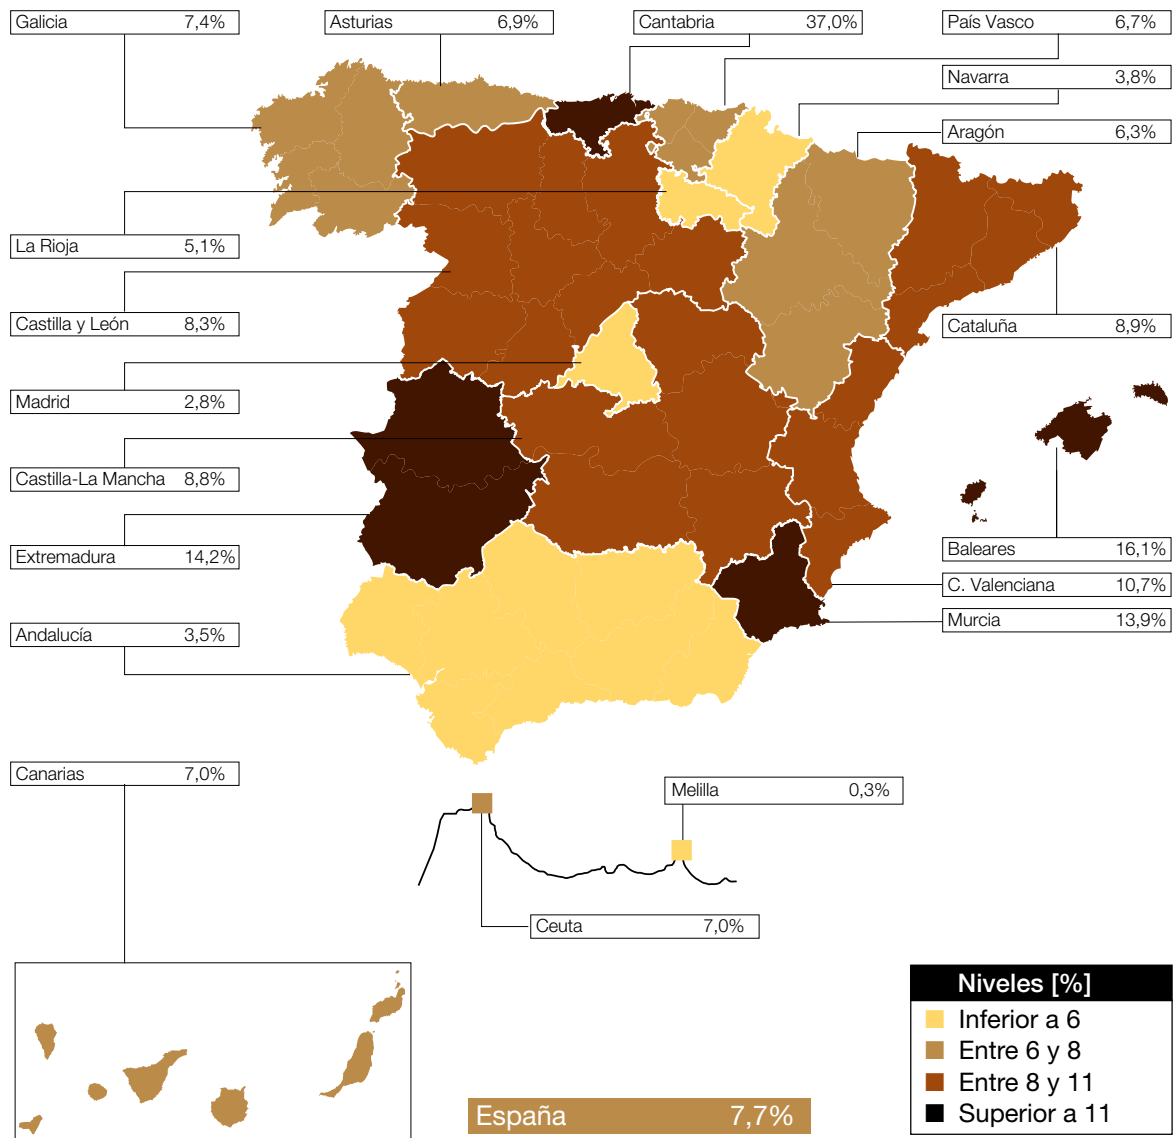 Galicia 7,4%
Asturias 6,9%
Cantabria 37,0%
País Vasco 6,7%
Navarra 3,8%
Aragón 6,3%
La Rioja 5,1%
Castilla y León 8,3%
Cataluña 8,9%
Madrid 2,8%
Castilla-La Mancha 8,8%
Extremadura 14,2%
Baleares 16,1%
C. Valenciana 10,7%
Murcia 13,9%
Andalucía 3,5%
Canarias 7,0%
Melilla 0,3%
Ceuta 7,0%
Niveles [%]
Inferior a 6
Entre 6 y 8
Entre 8 y 11
Superior a 11
España 7,7%